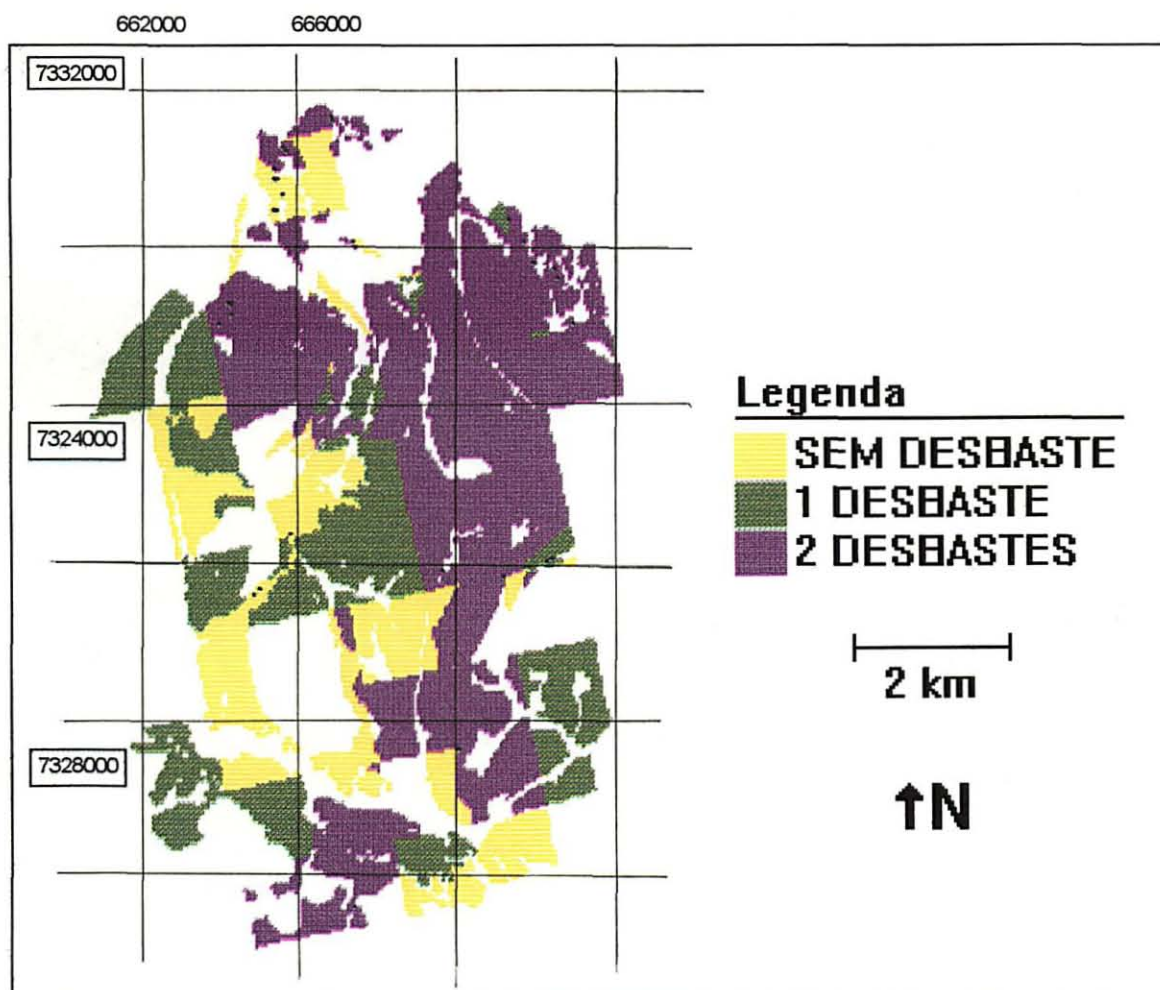 662000 666000
7332000
7324000
7328000
Legenda
SEM DESBASTE
1 DESBASTE
2 DESBASTES
2 km
N